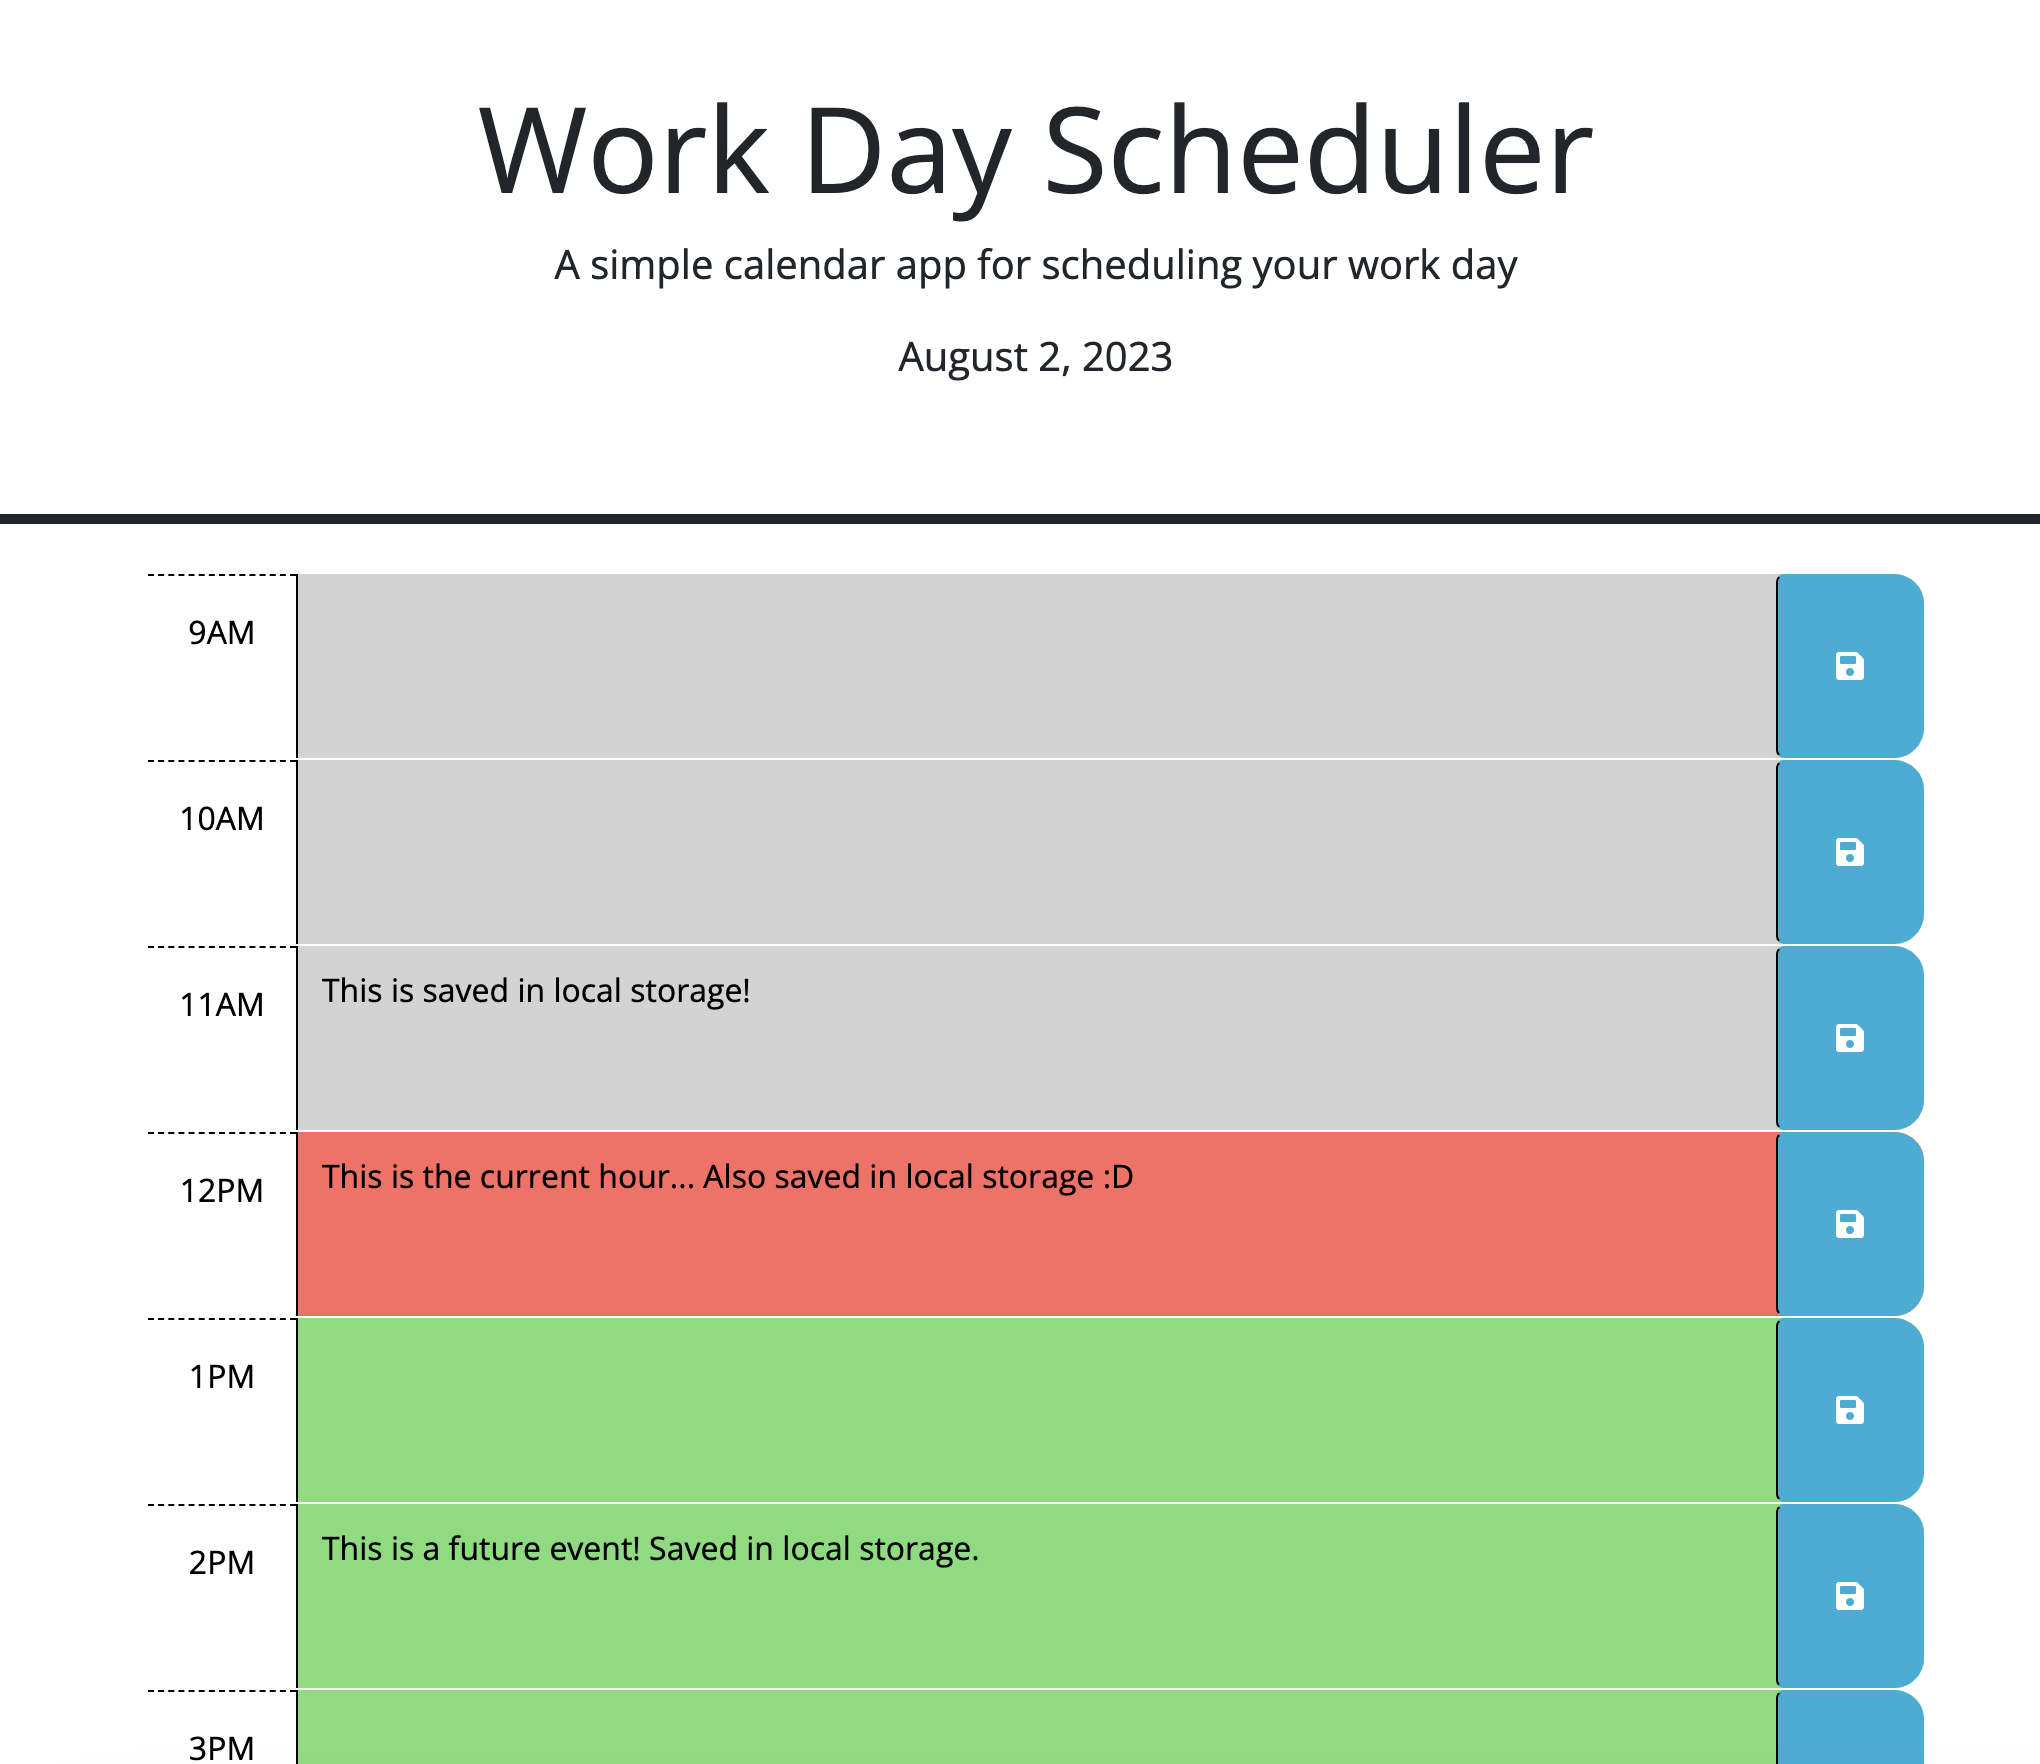 Work Day Scheduler
A simple calendar app for scheduling your work day
August 2, 2023
9AM
10AM
11AM
This is saved in local storage!
12PM
This is the current hour... Also saved in local storage :D
1PM
2PM
This is a future event! Saved in local storage.
3PM